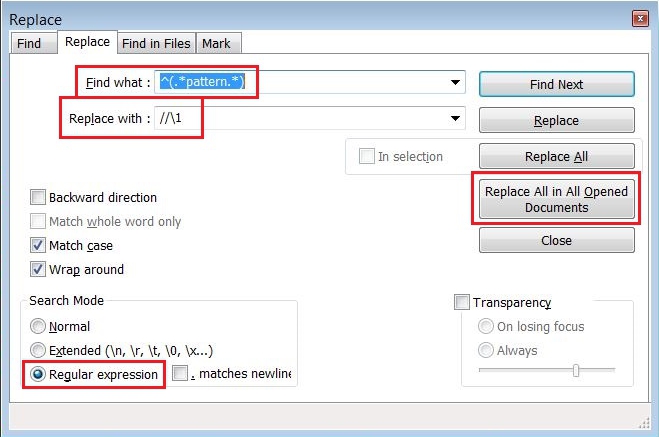 Replace
Find Replace Find in Files Mark
Find what : ^(.*pattern.*)
Find Next
Replace with : //\1
Replace
In selection
Replace All
Replace All in All Opened
Documents
Close
Backward direction
Match whole word only
Match case
Wrap around
Search Mode
Normal
Extended (\n, \r, \t, \0, \x...)
Regular expression
. matches newline
Transparency
On losing focus
Always